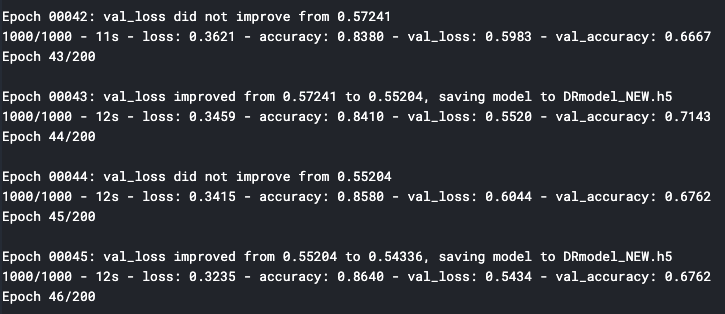 Epoch 00042: val_loss did not improve from 0.57241
1000/1000 - 11s - loss: 0.3621 - accuracy: 0.8380 - val_loss: 0.5983 - val_accuracy: 0.6667
Epoch 43/200
Epoch 00043: val_loss improved from 0.57241 to 0.55204, saving model to DRmodel_NEW.h5
1000/1000 - 12s - loss: 0.3459 - accuracy: 0.8410 - val_loss: 0.5520 - val_accuracy: 0.7143
Epoch 44/200
Epoch 00044: val_loss did not improve from 0.55204
1000/1000 - 12s - loss: 0.3415 - accuracy: 0.8580 - val_loss: 0.6044 - val_accuracy: 0.6762
Epoch 45/200
Epoch 00045: val_loss improved from 0.55204 to 0.54336, saving model to DRmodel_NEW.h5
1000/1000 - 12s - loss: 0.3235 - accuracy: 0.8640 - val_loss: 0.5434 - val_accuracy: 0.6762
Epoch 46/200